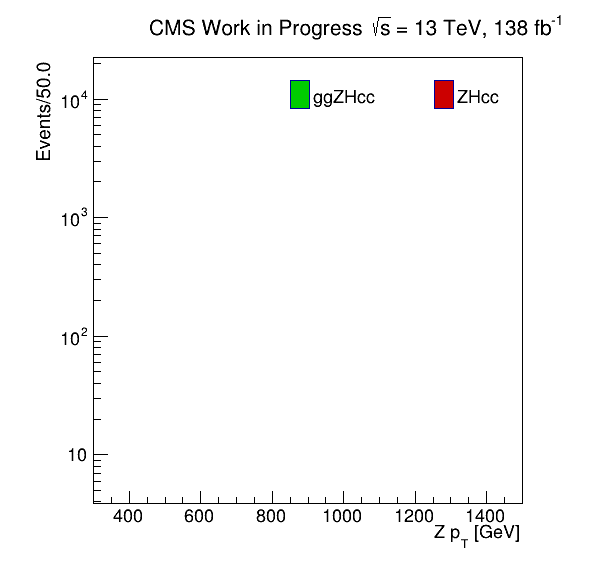 CMS Work in Progress √s = 13 TeV, 138 fb⁻¹
Events/50.0
ggZHcc ZHcc
10⁴
10³
10²
10
400 600 800 1000 1200 1400
Z p_T [GeV]